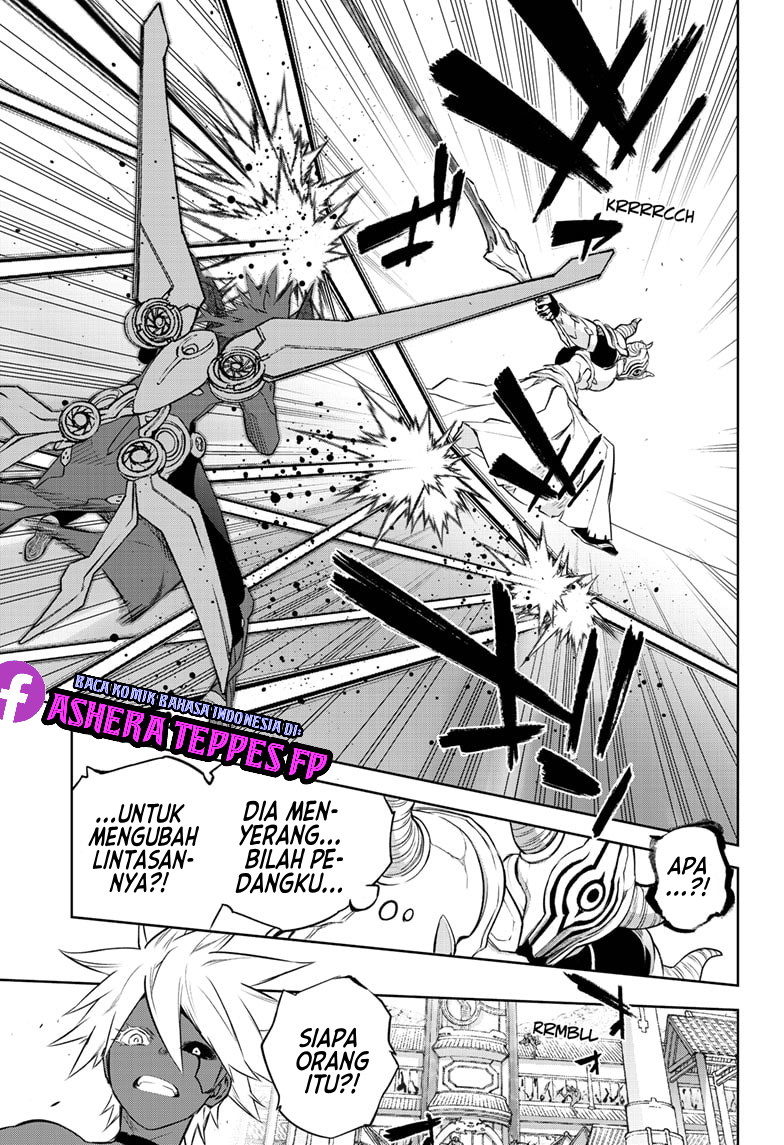 KRRRRCCH
BACA KOMIK BAHASA INDONESIA DI:
ASHERA TEPPES FP
APA
...?!
DIA MEN-
YERANG...
BILAH PE-
DANGKU...
...UNTUK
MENGUBAH
LINTASAN-
NYA?!
RRMBLL
SIAPA
ORANG
ITU?!